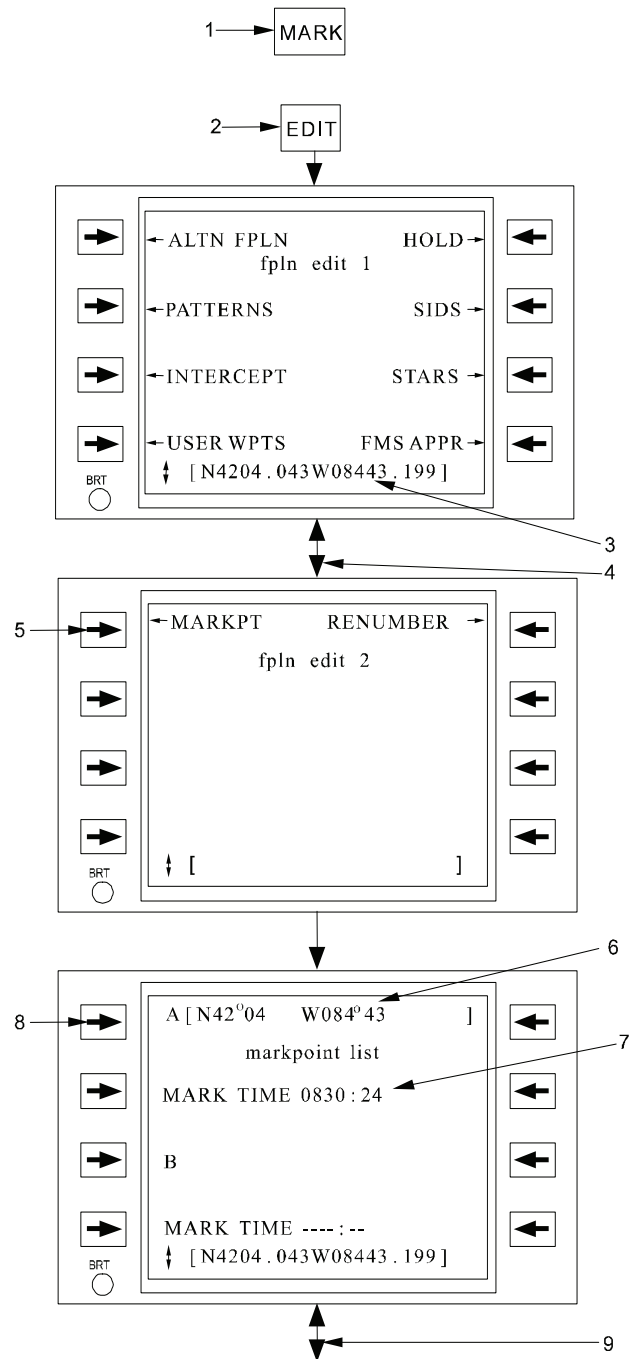 1 MARK
2 EDIT
ALTN FPLN HOLD
fpln edit 1
PATTERNS SIDS
INTERCEPT STARS
USER WPTS FMS APPR
BRT
[N4204.043W08443.199]
3
4
5 MARKPT RENUMBER
fpln edit 2
BRT
[ ]
6
8 A[N42°04 W084°43 ]
markpoint list
7
MARK TIME 0830:24
B
MARK TIME ----:--
BRT
[N4204.043W08443.199]
9